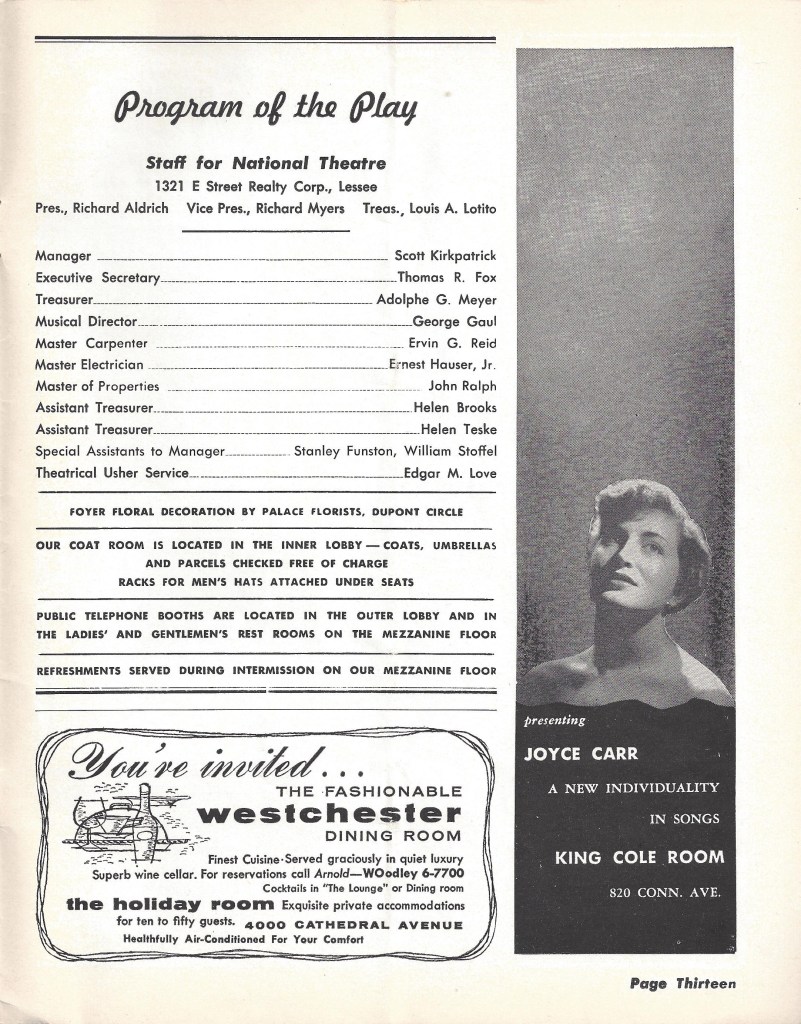 Program of the Play
Staff for National Theatre
1321 E Street Realty Corp., Lessee
Pres., Richard Aldrich Vice Pres., Richard Myers Treas., Louis A. Lotito
Manager Scott Kirkpatrick
Executive Secretary Thomas R. Fox
Treasurer Adolphe G. Meyer
Musical Director George Gaul
Master Carpenter Ervin G. Reid
Master Electrician Ernest Hauser, Jr.
Master of Properties John Ralph
Assistant Treasurer Helen Brooks
Assistant Treasurer Helen Teske
Special Assistants to Manager Stanley Funston, William Stoffel
Theatrical Usher Service Edgar M. Love
FOYER FLORAL DECORATION BY PALACE FLORISTS, DUPONT CIRCLE
OUR COAT ROOM IS LOCATED IN THE INNER LOBBY — COATS, UMBRELLAS
AND PARCELS CHECKED FREE OF CHARGE
RACKS FOR MEN'S HATS ATTACHED UNDER SEATS
PUBLIC TELEPHONE BOOTHS ARE LOCATED IN THE OUTER LOBBY AND IN
THE LADIES' AND GENTLEMEN'S REST ROOMS ON THE MEZZANINE FLOOR
REFRESHMENTS SERVED DURING INTERMISSION ON OUR MEZZANINE FLOOR
You're invited...
THE FASHIONABLE
westchester
DINING ROOM
Finest Cuisine·Served graciously in quiet luxury
Superb wine cellar. For reservations call Arnold—WOodley 6-7700
Cocktails in "The Lounge" or Dining room
the holiday room Exquisite private accommodations
for ten to fifty guests. 4000 CATHEDRAL AVENUE
Healthfully Air-Conditioned For Your Comfort
presenting
JOYCE CARR
A NEW INDIVIDUALITY
IN SONGS
KING COLE ROOM
820 CONN. AVE.
Page Thirteen